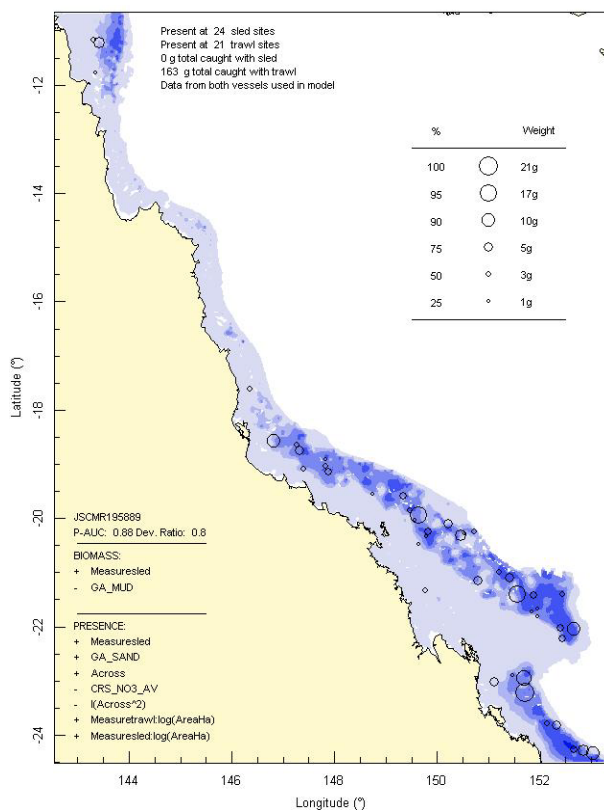 Present at 24 sled sites
Present at 21 trawl sites
0 g total caught with sled
163 g total caught with trawl
Data from both vessels used in model
% Weight
100 21g
95 17g
90 10g
75 5g
50 3g
25 1g
-12
-14
-16
-18
-20
-22
-24
Latitude (°)
JSCMR195889
P-AUC: 0.88 Dev. Ratio: 0.8
BIOMASS:
+ Measuresled
- GA_MUD
PRESENCE:
+ Measuresled
+ GA_SAND
+ Across
- CRS_NO3_AV
- I(Across^2)
+ Measuretrawl:log(AreaHa)
+ Measuresled:log(AreaHa)
144 146 148 150 152
Longitude (°)